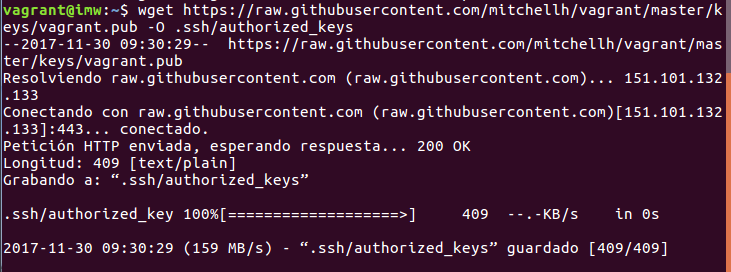 vagrant@imw:~$ wget https://raw.githubusercontent.com/mitchellh/vagrant/master/k
eys/vagrant.pub -O .ssh/authorized_keys
--2017-11-30 09:30:29--  https://raw.githubusercontent.com/mitchellh/vagrant/mas
ter/keys/vagrant.pub
Resolviendo raw.githubusercontent.com (raw.githubusercontent.com)... 151.101.132
.133
Conectando con raw.githubusercontent.com (raw.githubusercontent.com)[151.101.132
.133]:443... conectado.
Petición HTTP enviada, esperando respuesta... 200 OK
Longitud: 409 [text/plain]
Grabando a: “.ssh/authorized_keys”
.ssh/authorized_key 100%[===================>]     409  --.-KB/s    in 0s
2017-11-30 09:30:29 (159 MB/s) - “.ssh/authorized_keys” guardado [409/409]